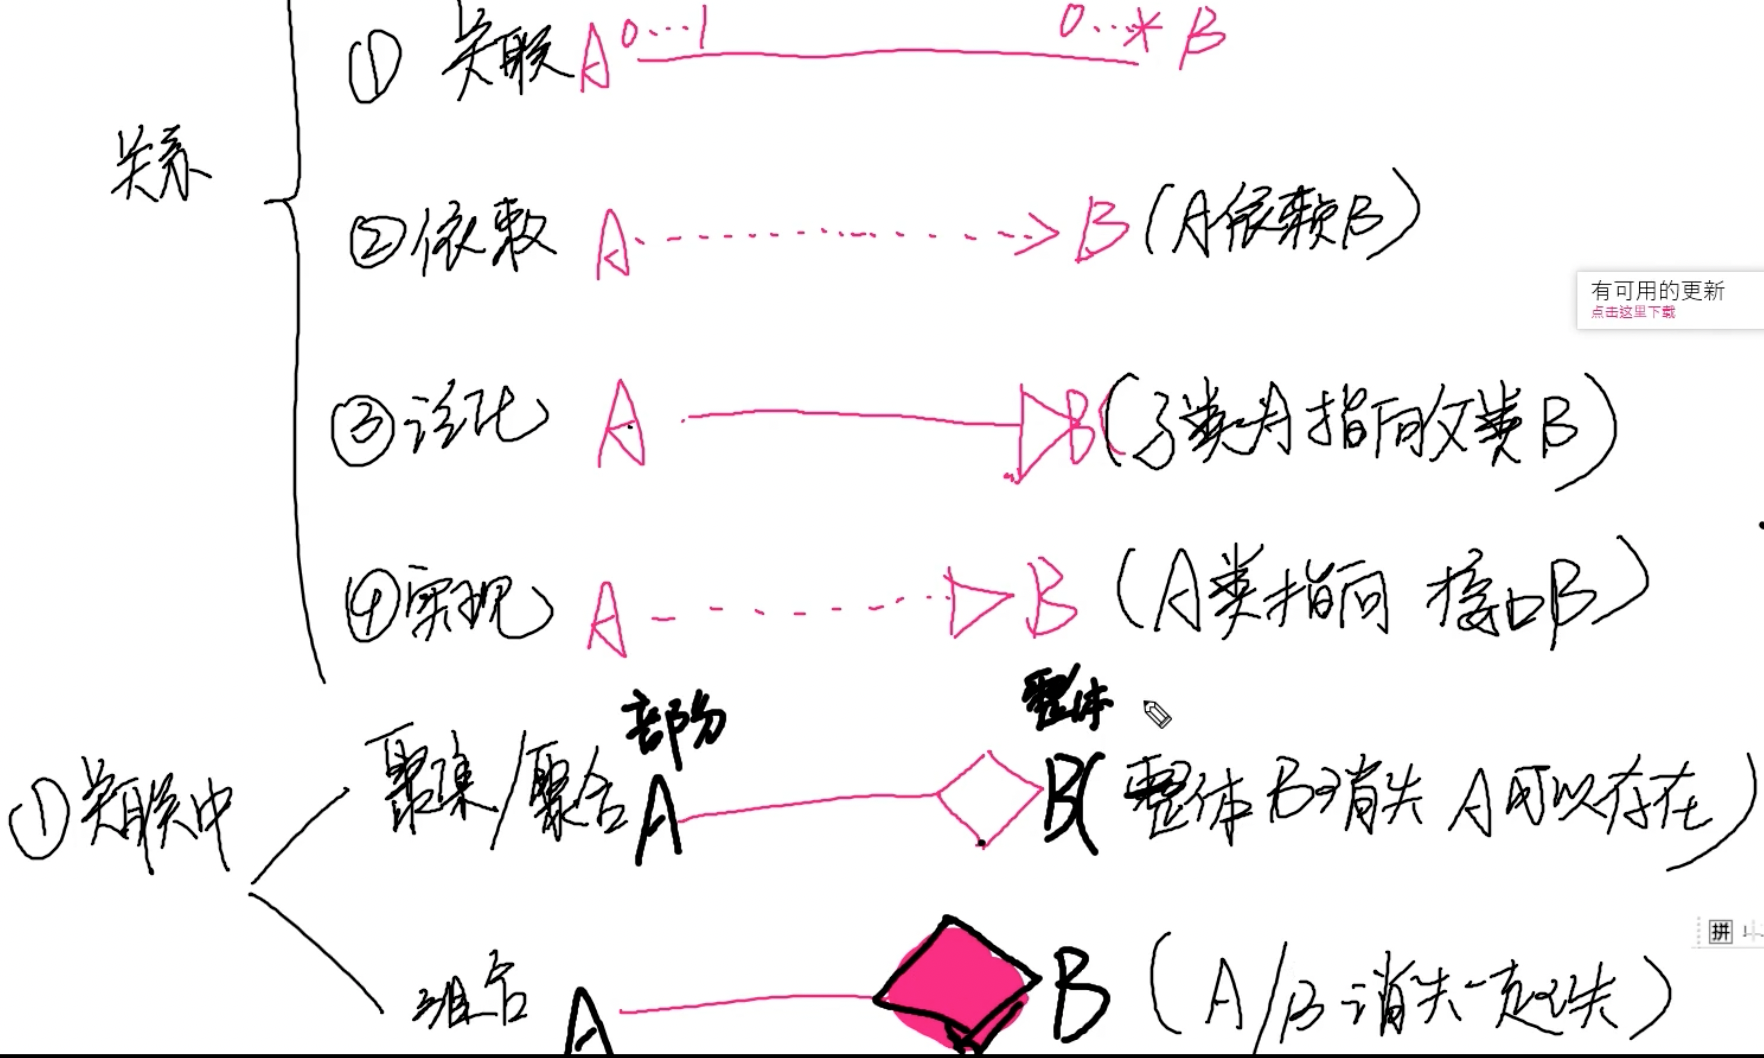 ① 关联 A 0...1 0...* B
关系
② 依赖 A B (A依赖B)
有可用的更新
点击这里下载
③ 泛化 A B (子类A指向父类B)
④ 实现 A B (A类指向 接口B)
部分 整体
① 关联中
聚集/聚合 A B (整体B消失 A可以存在)
拼
组合 A B (A/B消失一起消失)